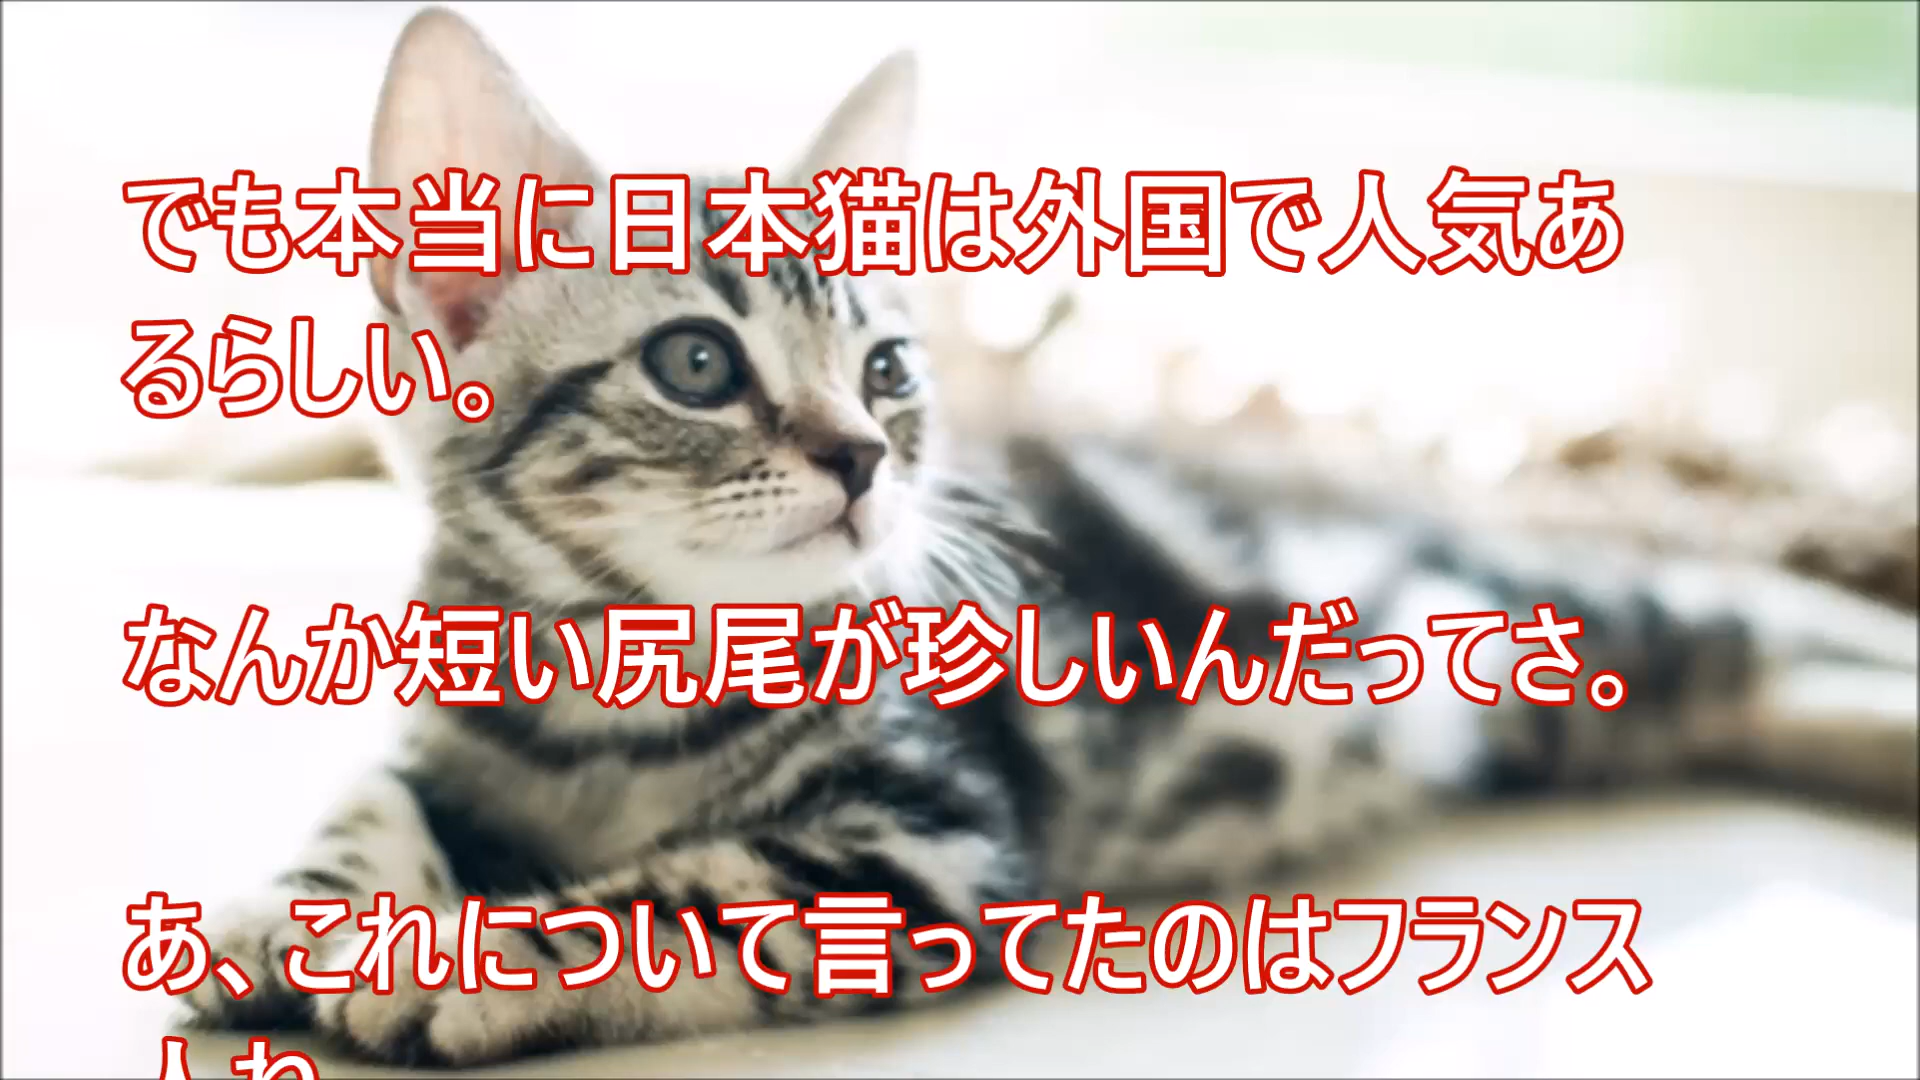 でも本当に日本猫は外国で人気あ
るらしい。
なんか短い尻尾が珍しいんだってさ。
あ、これについて言ってたのはフランス
人ね